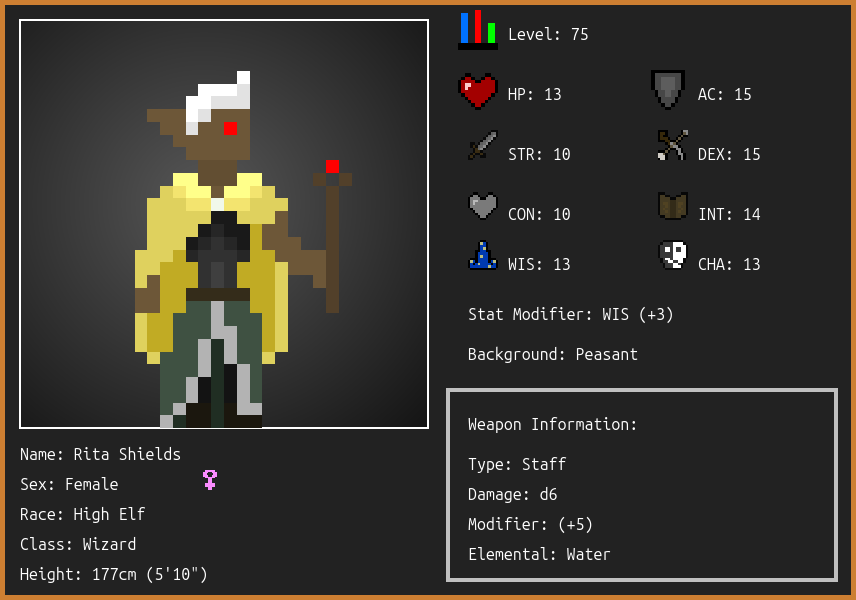 Level: 75
HP: 13
AC: 15
STR: 10
DEX: 15
CON: 10
INT: 14
WIS: 13
CHA: 13
Stat Modifier: WIS (+3)
Background: Peasant
Weapon Information:
Type: Staff
Damage: d6
Modifier: (+5)
Elemental: Water
Name: Rita Shields
Sex: Female
Race: High Elf
Class: Wizard
Height: 177cm (5'10")